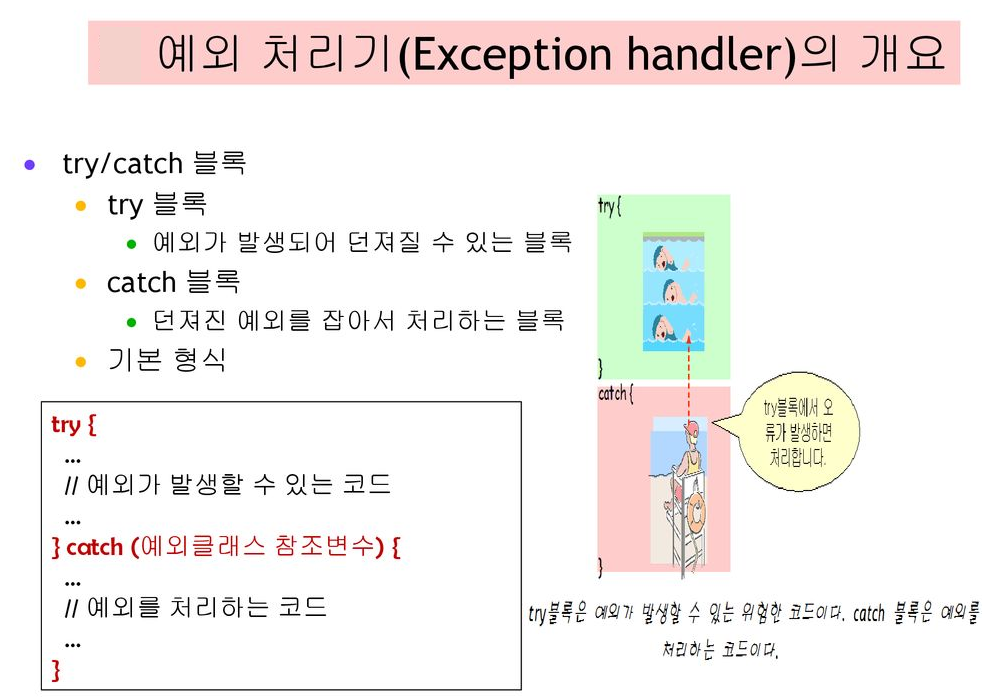 예외 처리기(Exception handler)의 개요
• try/catch 블록
• try 블록
• 예외가 발생되어 던져질 수 있는 블록
• catch 블록
• 던져진 예외를 잡아서 처리하는 블록
• 기본 형식
try {
...
// 예외가 발생할 수 있는 코드
...
} catch (예외클래스 참조변수) {
...
// 예외를 처리하는 코드
...
}
try {
}
catch {
}
try블록에서 오
류가 발생하면
처리합니다.
try블록은 예외가 발생할 수 있는 위험한 코드이다. catch 블록은 예외를
처리하는 코드이다.